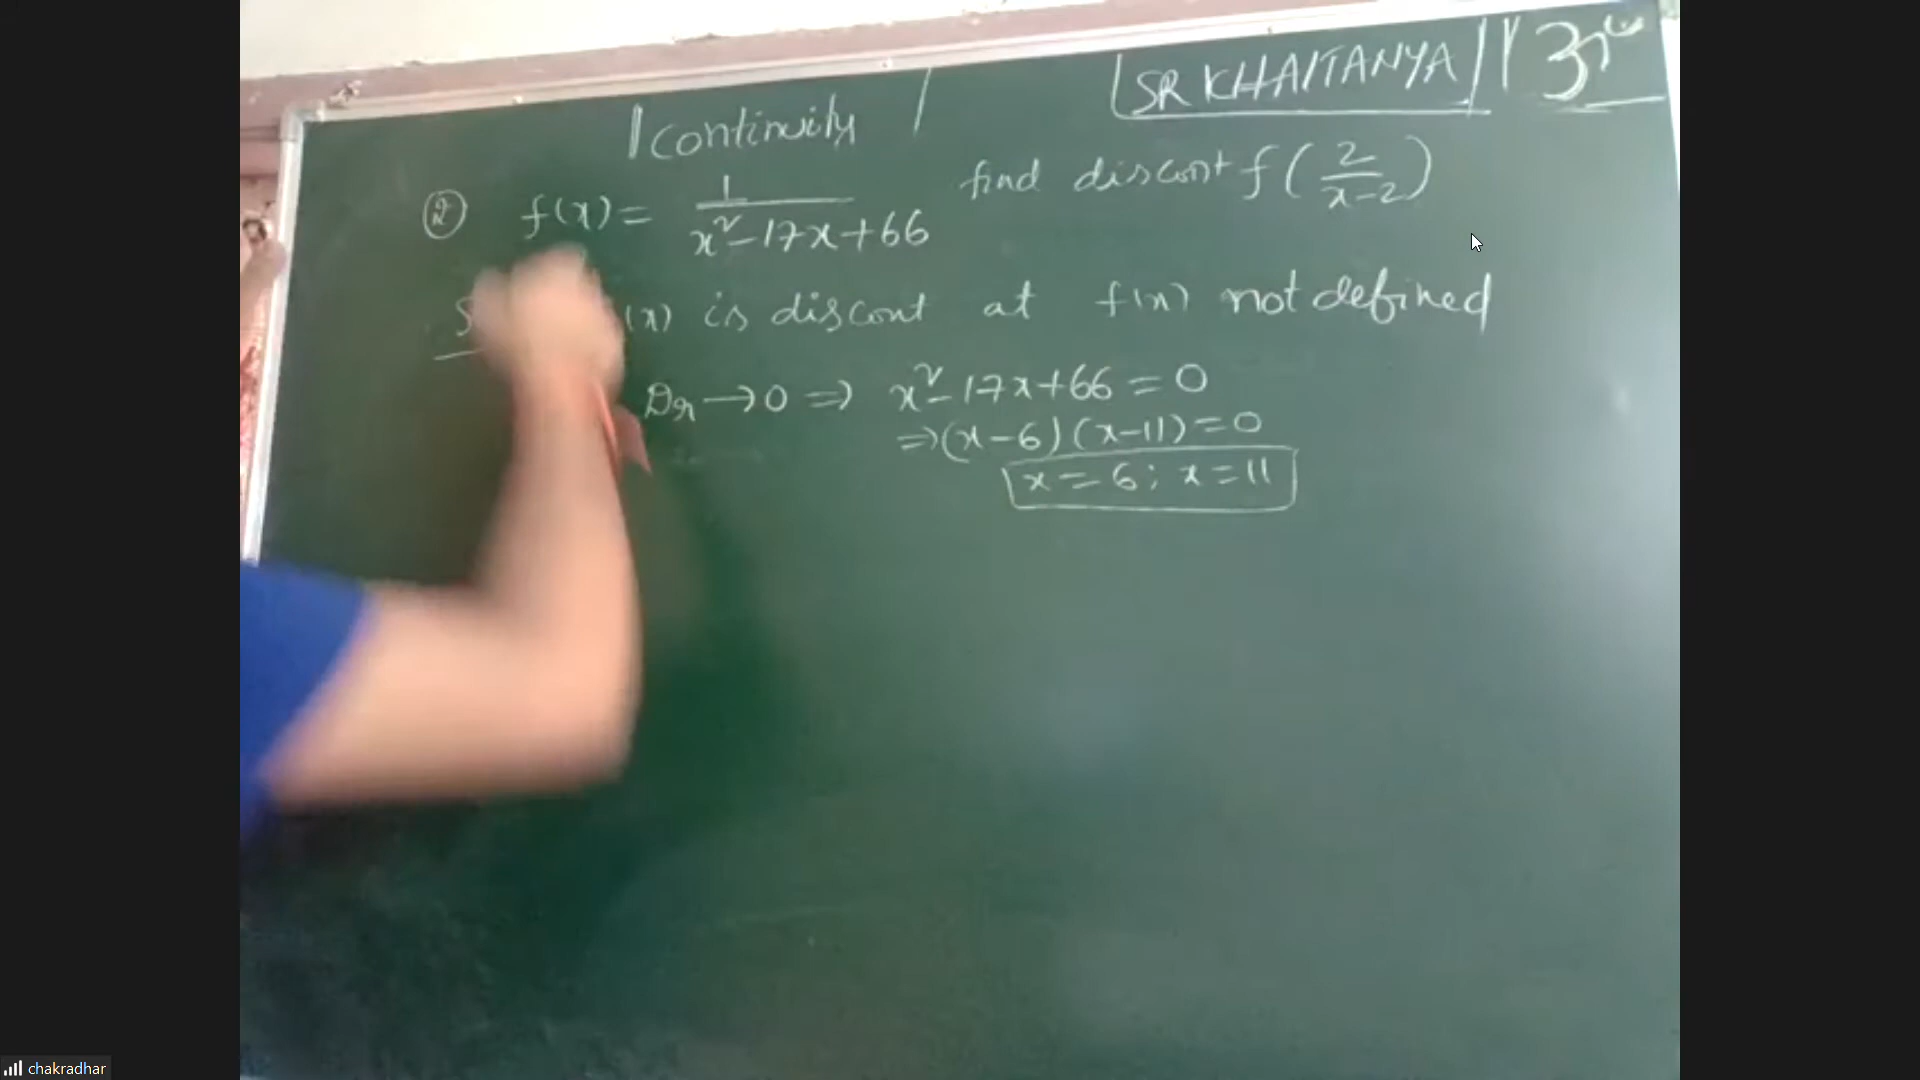 SR KHAITANYA
continuity
② f(x) = 1/(x²-17x+66) find discont f(2/(x-2))
(x) is discont at f(x) not defined
Dr → 0 ⇒ x²-17x+66 = 0
⇒ (x-6)(x-11) = 0
x = 6; x = 11
chakradhar